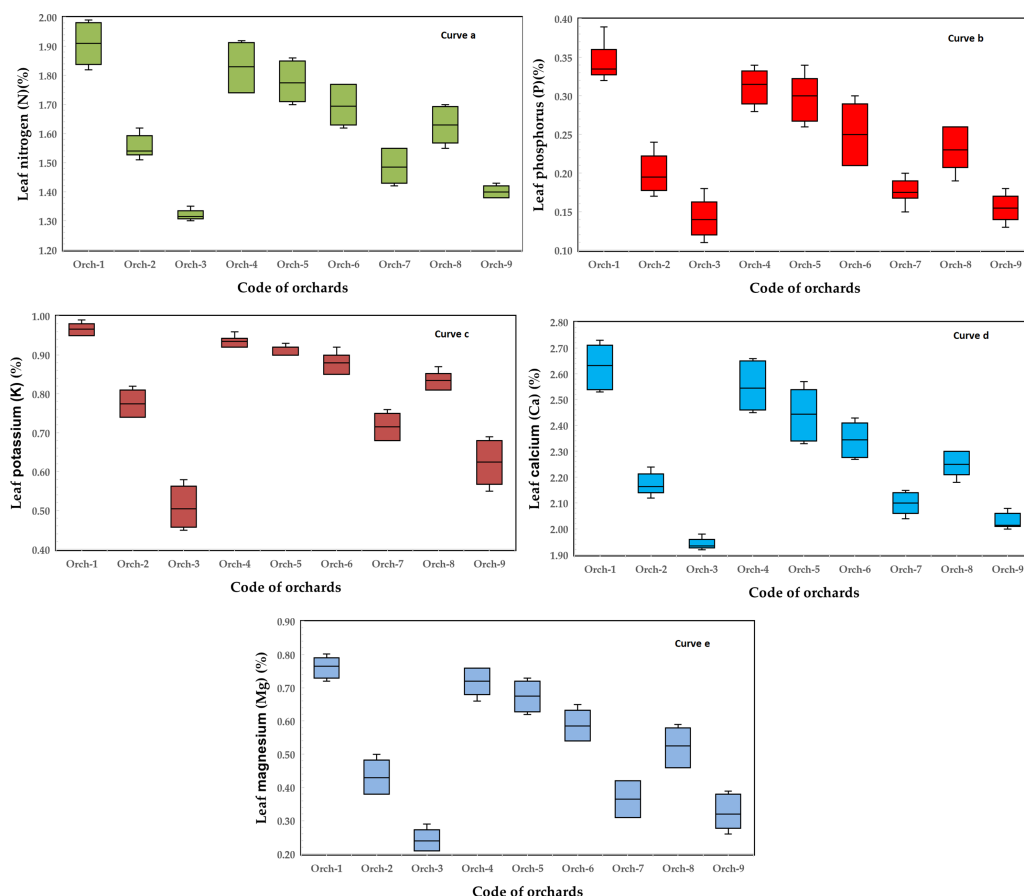 2.00
1.90
1.80
1.70
1.60
1.50
1.40
1.30
1.20
Leaf nitrogen (N)(%)
Curve a
Orch-1 Orch-2 Orch-3 Orch-4 Orch-5 Orch-6 Orch-7 Orch-8 Orch-9
Code of orchards
0.40
0.35
0.30
0.25
0.20
0.15
0.10
Leaf phosphorus (P)(%)
Curve b
Orch-1 Orch-2 Orch-3 Orch-4 Orch-5 Orch-6 Orch-7 Orch-8 Orch-9
Code of orchards
1.00
0.90
0.80
0.70
0.60
0.50
0.40
Leaf potassium (K) (%)
Curve c
Orch-1 Orch-2 Orch-3 Orch-4 Orch-5 Orch-6 Orch-7 Orch-8 Orch-9
Code of orchards
2.80
2.70
2.60
2.50
2.40
2.30
2.20
2.10
2.00
1.90
Leaf calcium (Ca) (%)
Curve d
Orch-1 Orch-2 Orch-3 Orch-4 Orch-5 Orch-6 Orch-7 Orch-8 Orch-9
Code of orchards
0.90
0.80
0.70
0.60
0.50
0.40
0.30
0.20
Leaf magnesium (Mg) (%)
Curve e
Orch-1 Orch-2 Orch-3 Orch-4 Orch-5 Orch-6 Orch-7 Orch-8 Orch-9
Code of orchards